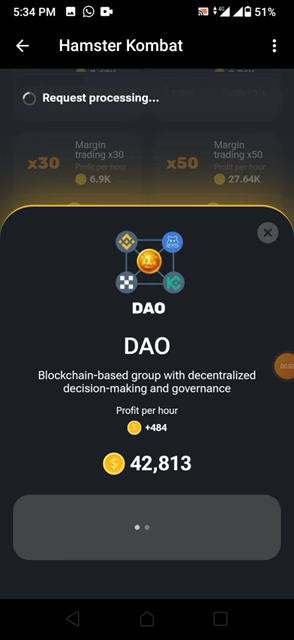 5:34 PM
4G
51%
Hamster Kombat
Request processing...
x30
Margin
trading x30
Profit per hour
6.9K
x50
Margin
trading x50
Profit per hour
27.64K
DAO
DAO
Blockchain-based group with decentralized
decision-making and governance
Profit per hour
+484
42,813